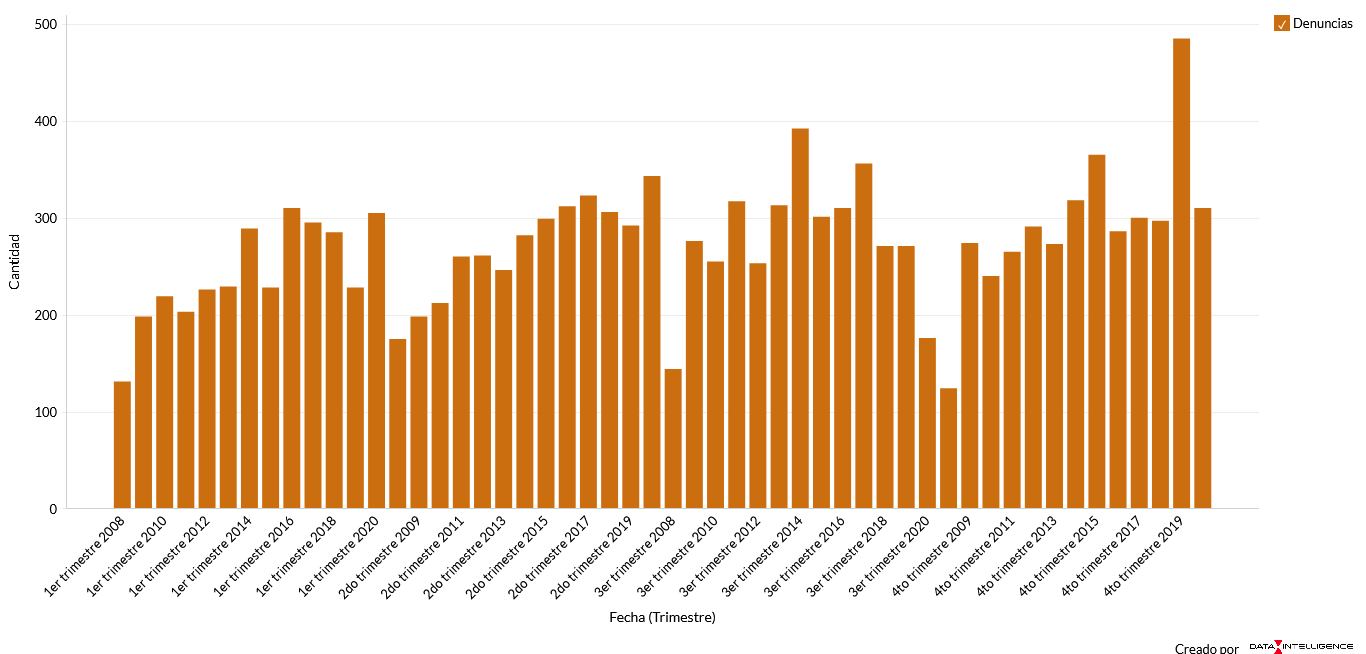 500
400
300
200
100
0
Cantidad
1er trimestre 2008
1er trimestre 2010
1er trimestre 2012
1er trimestre 2014
1er trimestre 2016
1er trimestre 2018
1er trimestre 2020
2do trimestre 2009
2do trimestre 2011
2do trimestre 2013
2do trimestre 2015
2do trimestre 2017
2do trimestre 2019
3er trimestre 2008
3er trimestre 2010
3er trimestre 2012
3er trimestre 2014
3er trimestre 2016
3er trimestre 2018
3er trimestre 2020
4to trimestre 2009
4to trimestre 2011
4to trimestre 2013
4to trimestre 2015
4to trimestre 2017
4to trimestre 2019
Fecha (Trimestre)
Denuncias
Creado por DATA INTELLIGENCE